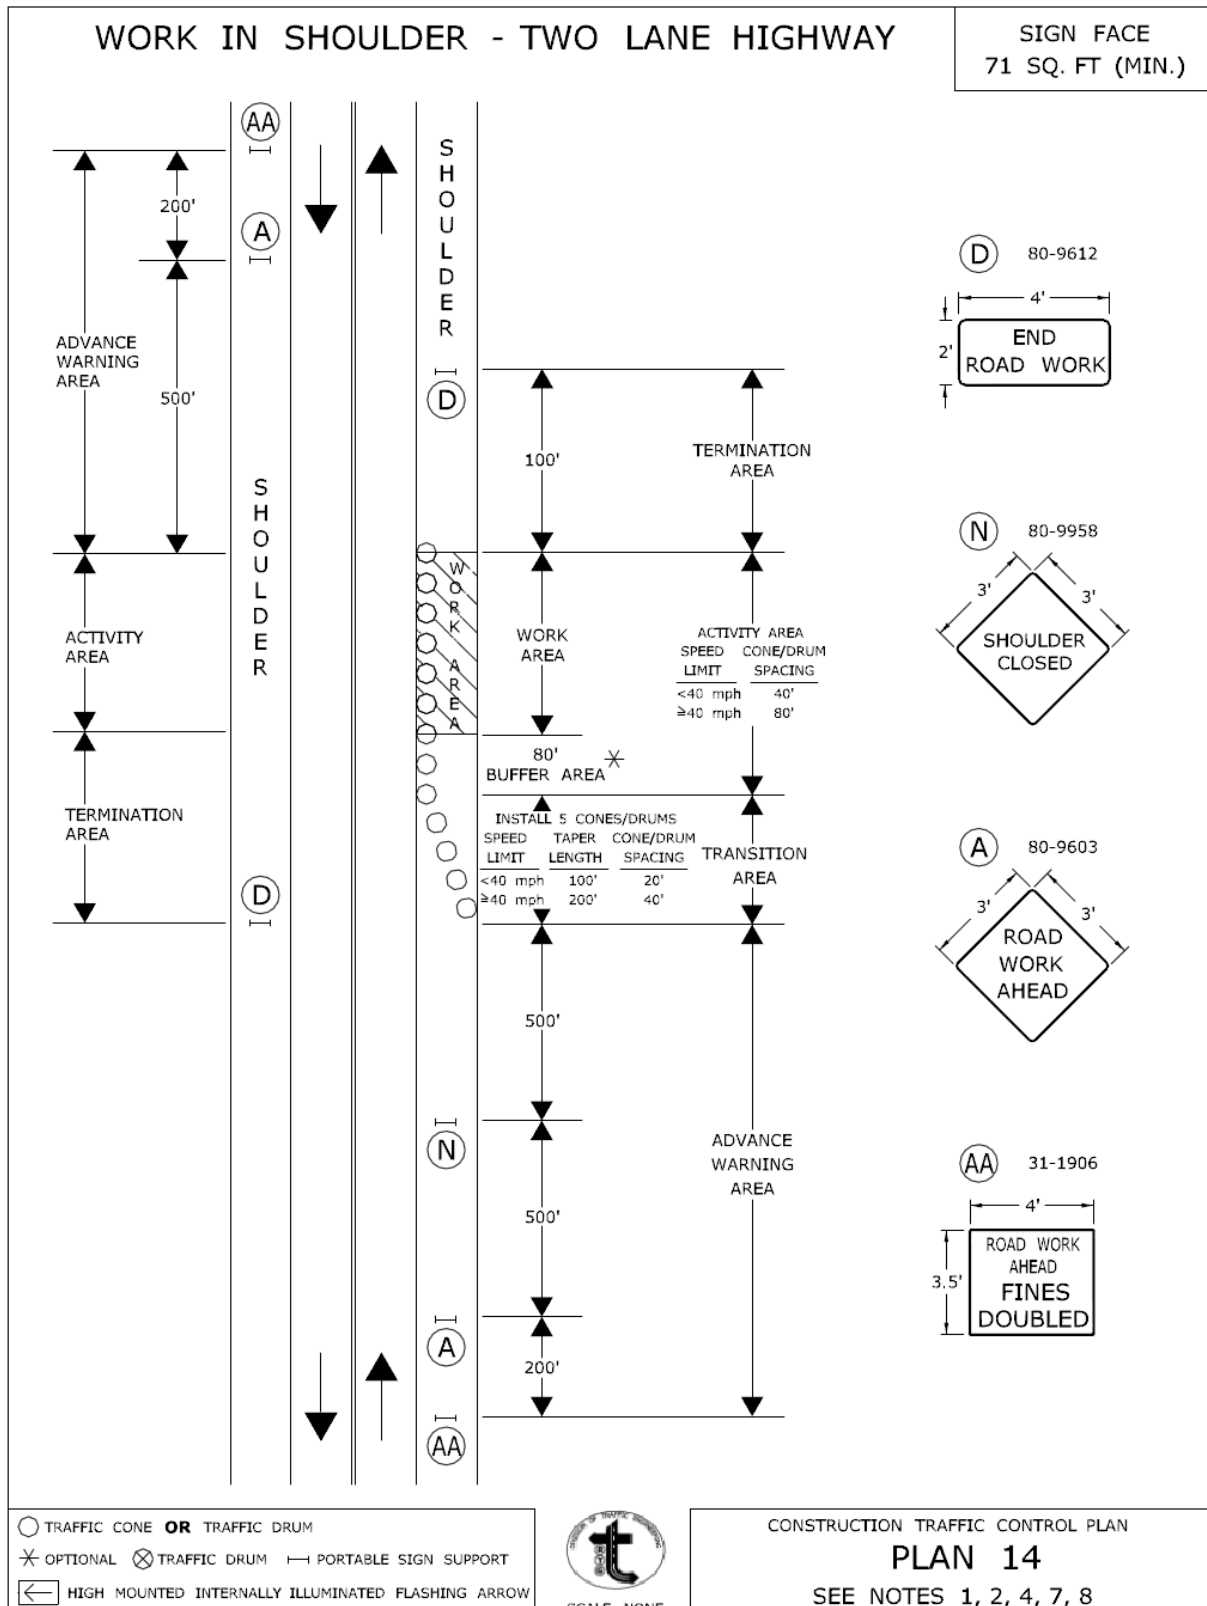 WORK IN SHOULDER - TWO LANE HIGHWAY
SIGN FACE
71 SQ. FT (MIN.)
AA
200'
A
ADVANCE
WARNING
AREA
500'
SHOULDER
ACTIVITY
AREA
TERMINATION
AREA
D
SHOULDER
D
100'
TERMINATION
AREA
WORK AREA
WORK
AREA
ACTIVITY AREA
SPEED CONE/DRUM
LIMIT SPACING
<40 mph 40'
≥40 mph 80'
80'
BUFFER AREA*
INSTALL 5 CONES/DRUMS
SPEED TAPER CONE/DRUM
LIMIT LENGTH SPACING
<40 mph 100' 20'
≥40 mph 200' 40'
TRANSITION
AREA
500'
N
500'
ADVANCE
WARNING
AREA
A
200'
AA
D 80-9612
4'
2'
END
ROAD WORK
N 80-9958
3' 3'
SHOULDER
CLOSED
A 80-9603
3' 3'
ROAD
WORK
AHEAD
AA 31-1906
4'
3.5'
ROAD WORK
AHEAD
FINES
DOUBLED
TRAFFIC CONE OR TRAFFIC DRUM
* OPTIONAL TRAFFIC DRUM PORTABLE SIGN SUPPORT
HIGH MOUNTED INTERNALLY ILLUMINATED FLASHING ARROW
DIVISION OF TRAFFIC ENGINEERING
SCALE NONE
CONSTRUCTION TRAFFIC CONTROL PLAN
PLAN 14
SEE NOTES 1, 2, 4, 7, 8